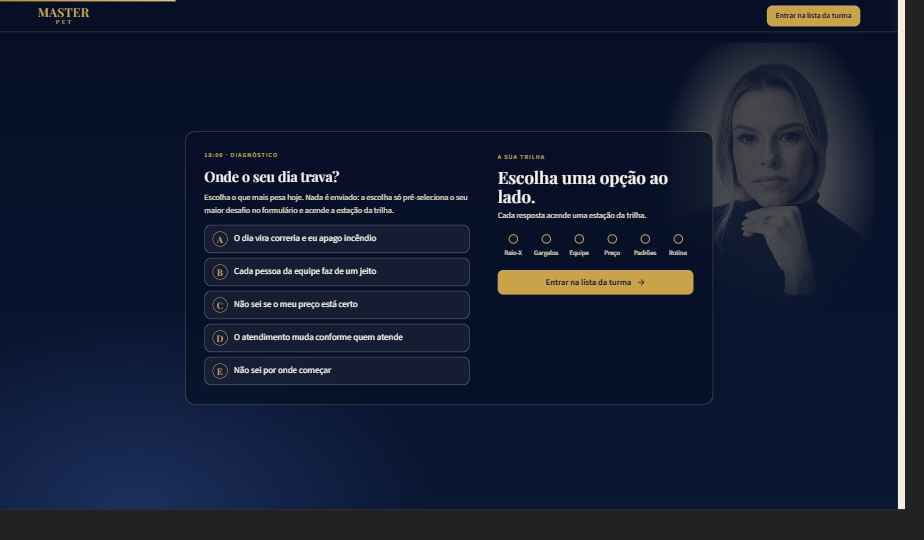 MASTER
PET
Entrar na lista da turma
18:00 · DIAGNÓSTICO
Onde o seu dia trava?
Escolha o que mais pesa hoje. Nada é enviado: a escolha só pré-seleciona o seu
maior desafio no formulário e acende a estação da trilha.
A O dia vira correria e eu apago incêndio
B Cada pessoa da equipe faz de um jeito
C Não sei se o meu preço está certo
D O atendimento muda conforme quem atende
E Não sei por onde começar
A SUA TRILHA
Escolha uma opção ao
lado.
Cada resposta acende uma estação da trilha.
Raio-X Gargalos Equipe Preço Padrões Rotina
Entrar na lista da turma →